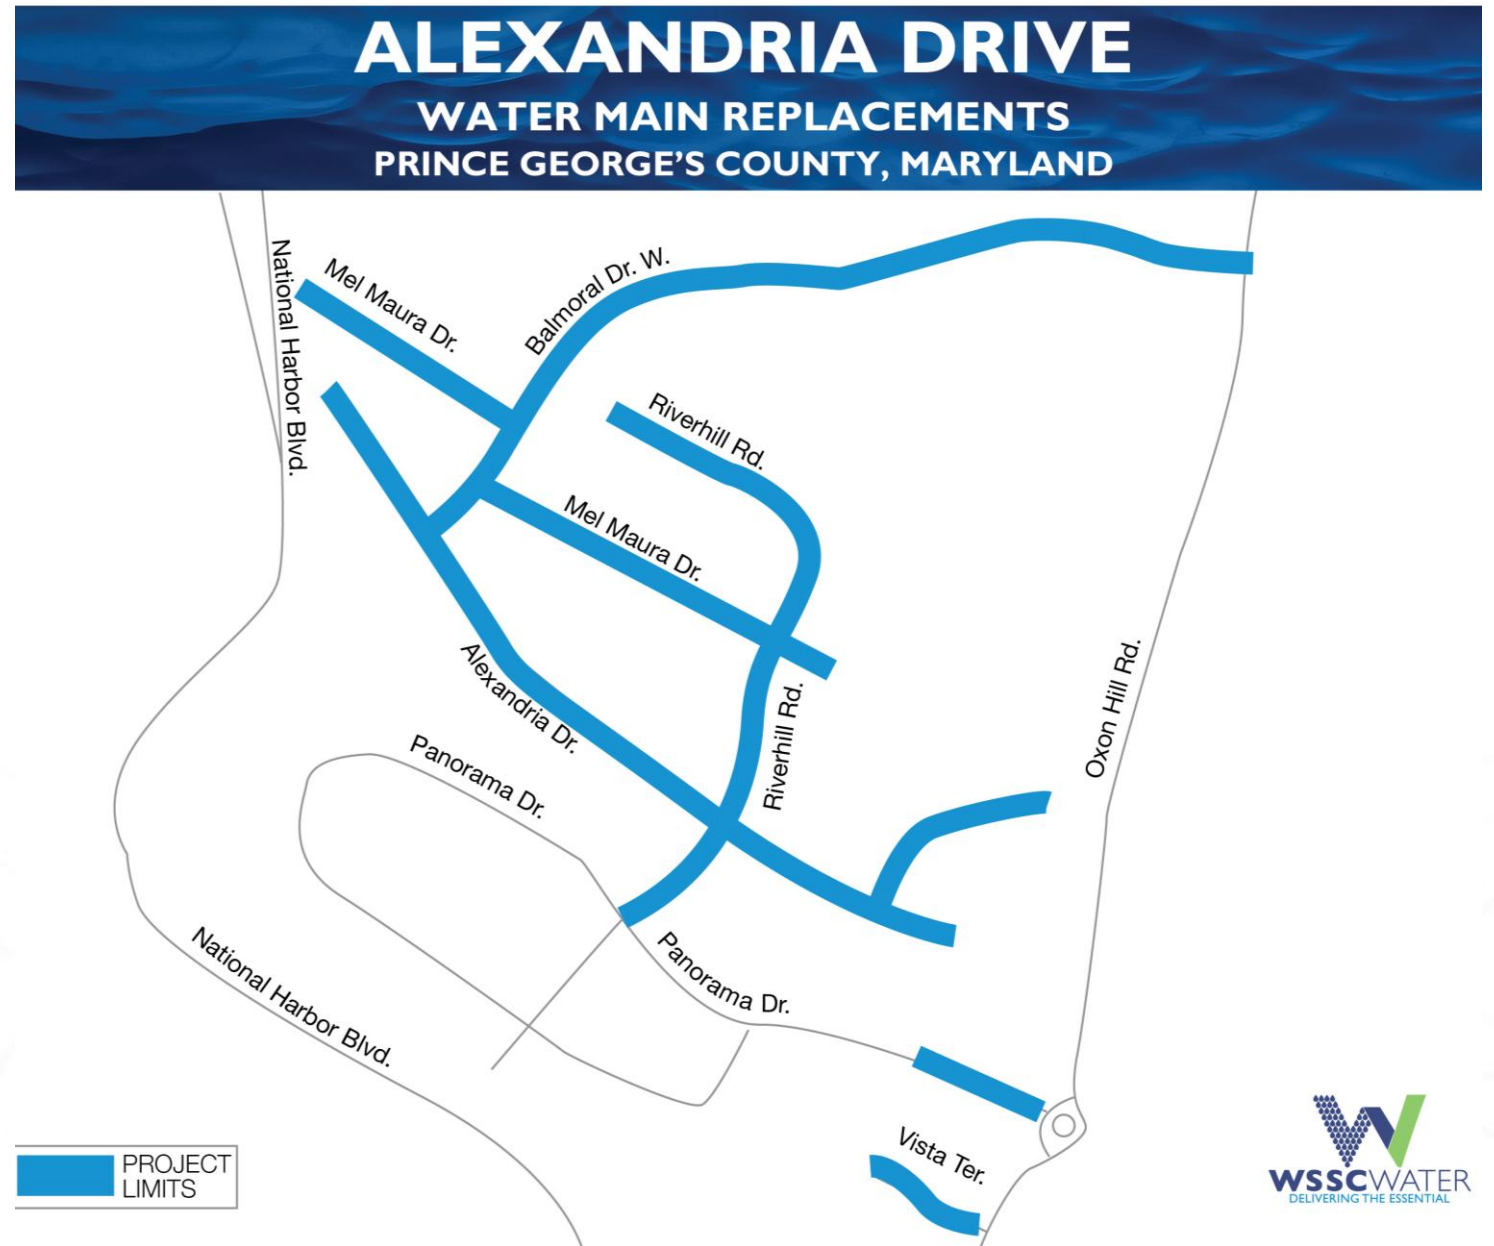 ALEXANDRIA DRIVE
WATER MAIN REPLACEMENTS
PRINCE GEORGE'S COUNTY, MARYLAND
National Harbor Blvd.
Mel Maura Dr.
Balmoral Dr. W.
Riverhill Rd.
Mel Maura Dr.
Alexandria Dr.
Riverhill Rd.
Oxon Hill Rd.
Panorama Dr.
Panorama Dr.
National Harbor Blvd.
Vista Ter.
PROJECT
LIMITS
WSSCWATER
DELIVERING THE ESSENTIAL